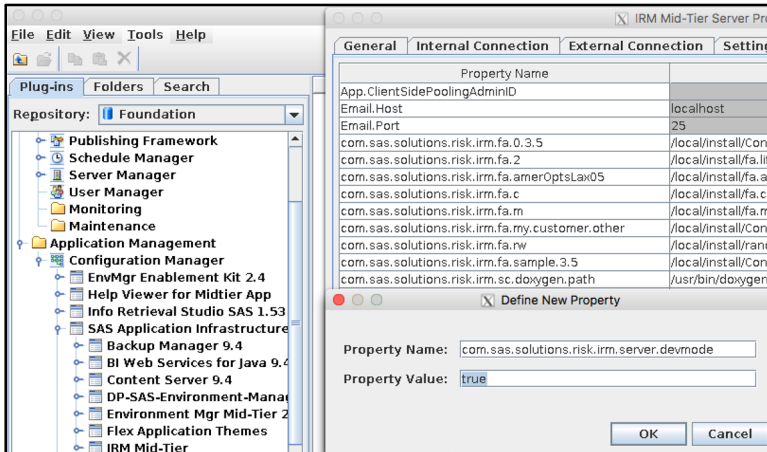 IRM Mid-Tier Server Pro
File Edit View Tools Help
General Internal Connection External Connection Setting
Plug-ins Folders Search
Repository: Foundation
Publishing Framework
Schedule Manager
Server Manager
User Manager
Monitoring
Maintenance
Application Management
Configuration Manager
EnvMgr Enablement Kit 2.4
Help Viewer for Midtier App
Info Retrieval Studio SAS 1.53
SAS Application Infrastructure
Backup Manager 9.4
BI Web Services for Java 9.4
Content Server 9.4
DP-SAS-Environment-Manag
Environment Mgr Mid-Tier 2
Flex Application Themes
IRM Mid-Tier
Property Name
App.ClientSidePoolingAdminID
Email.Host localhost
Email.Port 25
com.sas.solutions.risk.irm.fa.0.3.5 /local/install/Con
com.sas.solutions.risk.irm.fa.2 /local/install/fa.lif
com.sas.solutions.risk.irm.fa.amerOptsLax05 /local/install/fa.a
com.sas.solutions.risk.irm.fa.c /local/install/fa.c
com.sas.solutions.risk.irm.fa.m /local/install/fa.m
com.sas.solutions.risk.irm.fa.my.customer.other /local/install/Con
com.sas.solutions.risk.irm.fa.rw /local/install/ranc
com.sas.solutions.risk.irm.fa.sample.3.5 /local/install/Con
com.sas.solutions.risk.irm.sc.doxygen.path /usr/bin/doxygen
Define New Property
Property Name: com.sas.solutions.risk.irm.server.devmode
Property Value: true
OK Cancel